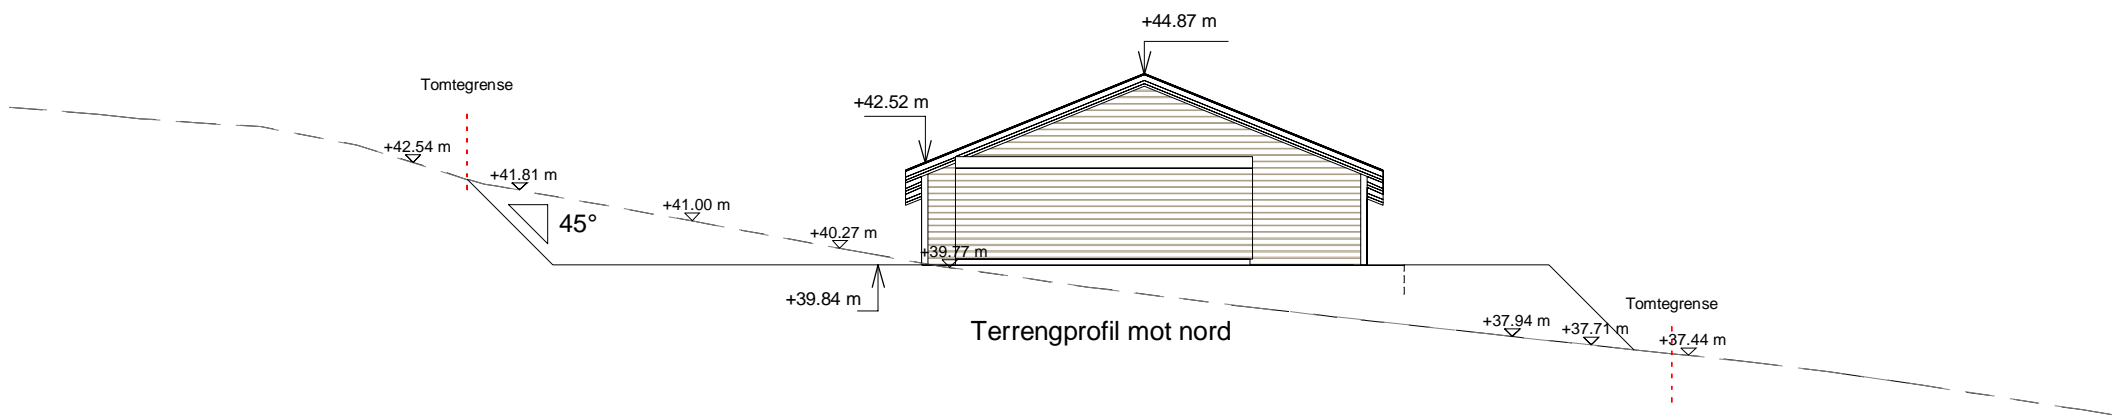 +44.87 m
Tomtegrense
+42.52 m
+42.54 m
+41.81 m
+41.00 m
45°
+40.27 m
+39.77 m
+39.84 m
Tomtegrense
Terrengprofil mot nord
+37.94 m
+37.71 m
+37.44 m